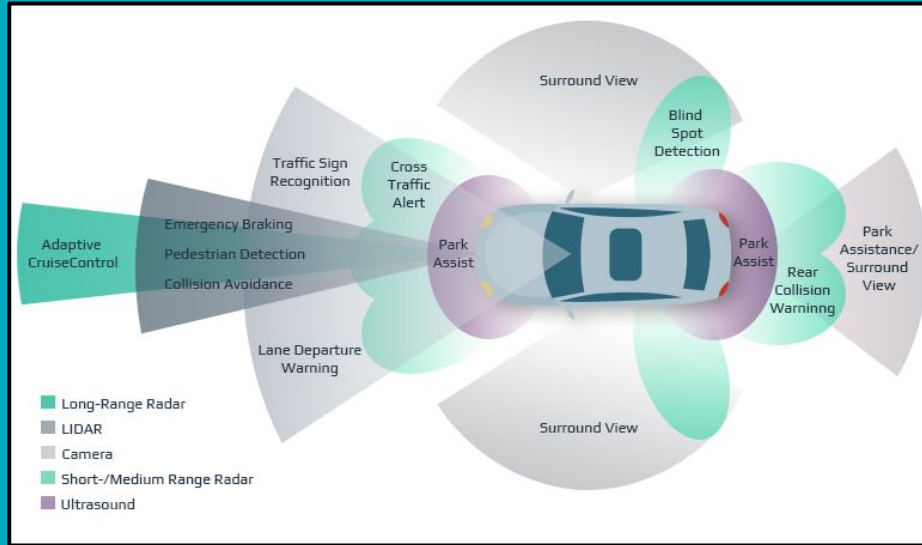 Surround View
Blind
Spot
Detection
Traffic Sign
Recognition
Cross
Traffic
Alert
Emergency Braking
Adaptive
CruiseControl
Pedestrian Detection
Collision Avoidance
Park
Assist
Park
Assist
Park
Assistance/
Surround
View
Rear
Collision
Warninng
Lane Departure
Warning
Surround View
Long-Range Radar
LIDAR
Camera
Short-/Medium Range Radar
Ultrasound